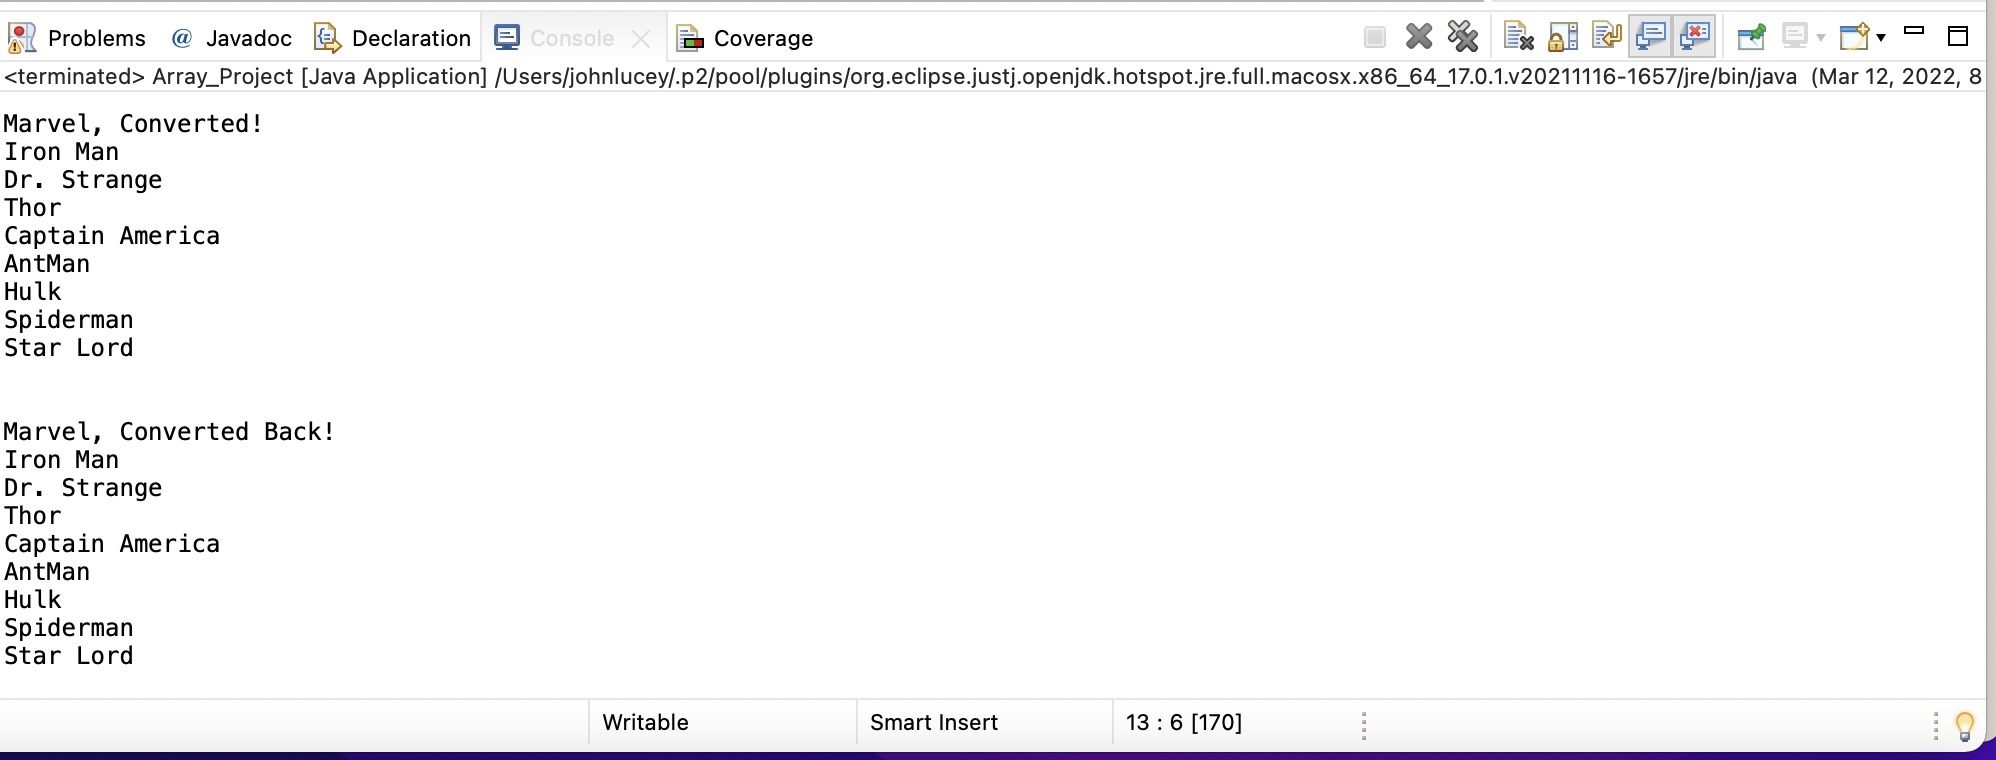 Problems @ Javadoc Declaration Console Coverage
<terminated> Array_Project [Java Application] /Users/johnlucey/.p2/pool/plugins/org.eclipse.justj.openjdk.hotspot.jre.full.macosx.x86_64_17.0.1.v20211116-1657/jre/bin/java (Mar 12, 2022, 8
Marvel, Converted!
Iron Man
Dr. Strange
Thor
Captain America
AntMan
Hulk
Spiderman
Star Lord
Marvel, Converted Back!
Iron Man
Dr. Strange
Thor
Captain America
AntMan
Hulk
Spiderman
Star Lord
Writable Smart Insert 13 : 6 [170]